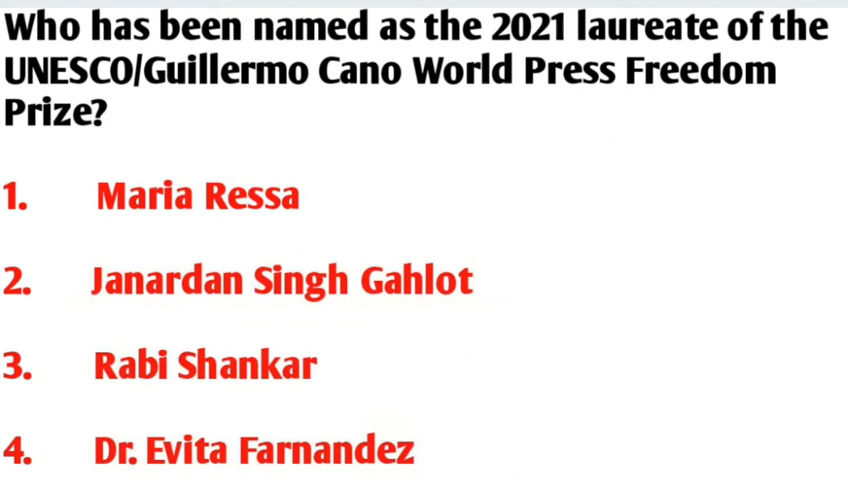 Who has been named as the 2021 laureate of the
UNESCO/Guillermo Cano World Press Freedom
Prize?
1. Maria Ressa
2. Janardan Singh Gahlot
3. Rabi Shankar
4. Dr. Evita Farnandez